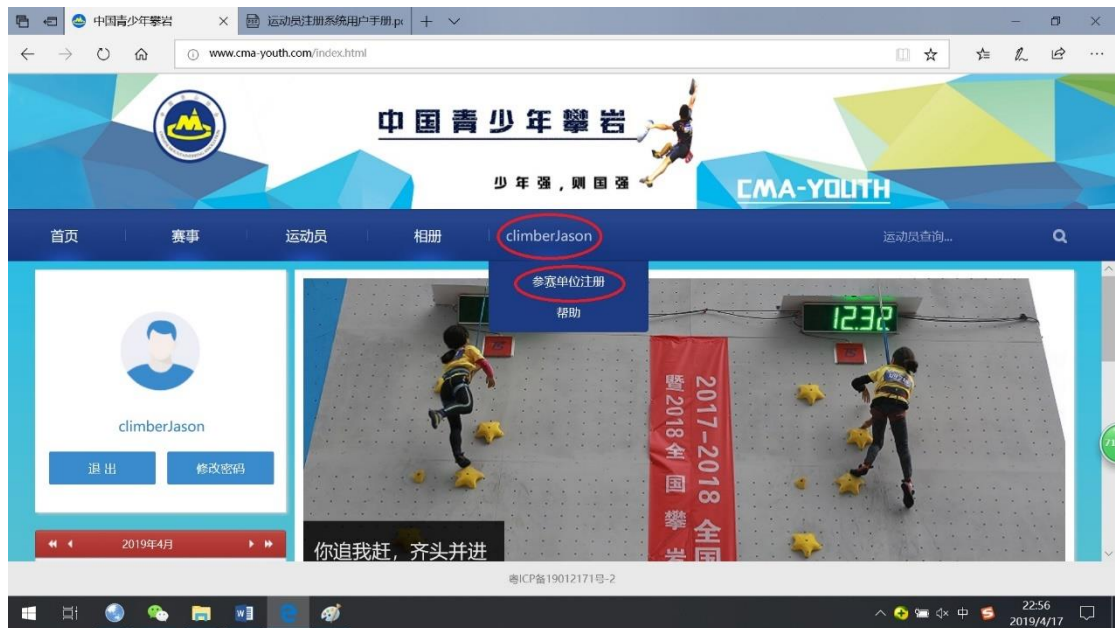 中国青少年攀岩
运动员注册系统用户手册.pc
www.cma-youth.com/index.html
中国青少年攀岩
少年强,则国强
CMA-YOUTH
首页
赛事
运动员
相册
climberJason
运动员查询...
参赛单位注册
帮助
12.32
2017-2018 全国
暨2018全国攀岩
climberJason
退出
修改密码
2019年4月
你追我赶,齐头并进
粤ICP备19012171号-2
71
中
22:56
2019/4/17